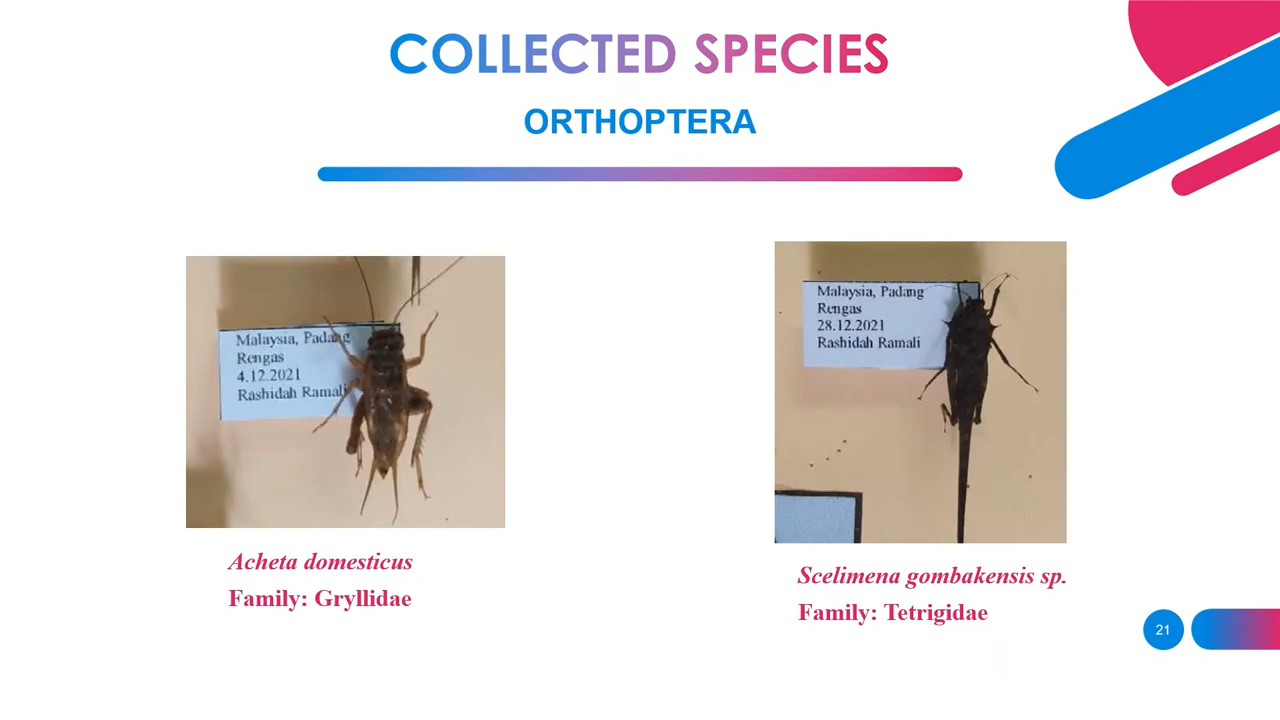 COLLECTED SPECIES
ORTHOPTERA
Malaysia, Padang
Rengas
4.12.2021
Rashidah Ramali
Malaysia, Padang
Rengas
28.12.2021
Rashidah Ramali
Acheta domesticus
Family: Gryllidae
Scelimena gombakensis sp.
Family: Tetrigidae
21